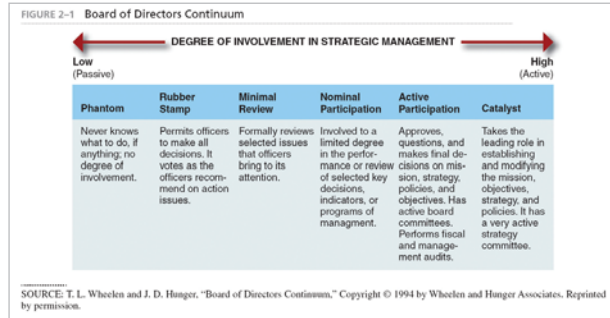 FIGURE 2–1 Board of Directors Continuum
DEGREE OF INVOLVEMENT IN STRATEGIC MANAGEMENT
Low
(Passive)
High
(Active)
Phantom
Never knows
what to do, if
anything; no
degree of
involvement.
Rubber
Stamp
Permits officers
to make all
decisions. It
votes as the
officers recom-
mend on action
issues.
Minimal
Review
Formally reviews
selected issues
that officers
bring to its
attention.
Nominal
Participation
Involved to a
limited degree
in the perfor-
mance or review
of selected key
decisions,
indicators, or
programs of
managment.
Active
Participation
Approves,
questions, and
makes final de-
cisions on mis-
sion, strategy,
policies, and
objectives. Has
active board
committees.
Performs fiscal
and manage-
ment audits.
Catalyst
Takes the
leading role in
establishing
and modifying
the mission,
objectives,
strategy, and
policies. It has
a very active
strategy
committee.
SOURCE: T. L. Wheelen and J. D. Hunger, “Board of Directors Continuum,” Copyright © 1994 by Wheelen and Hunger Associates. Reprinted
by permission.